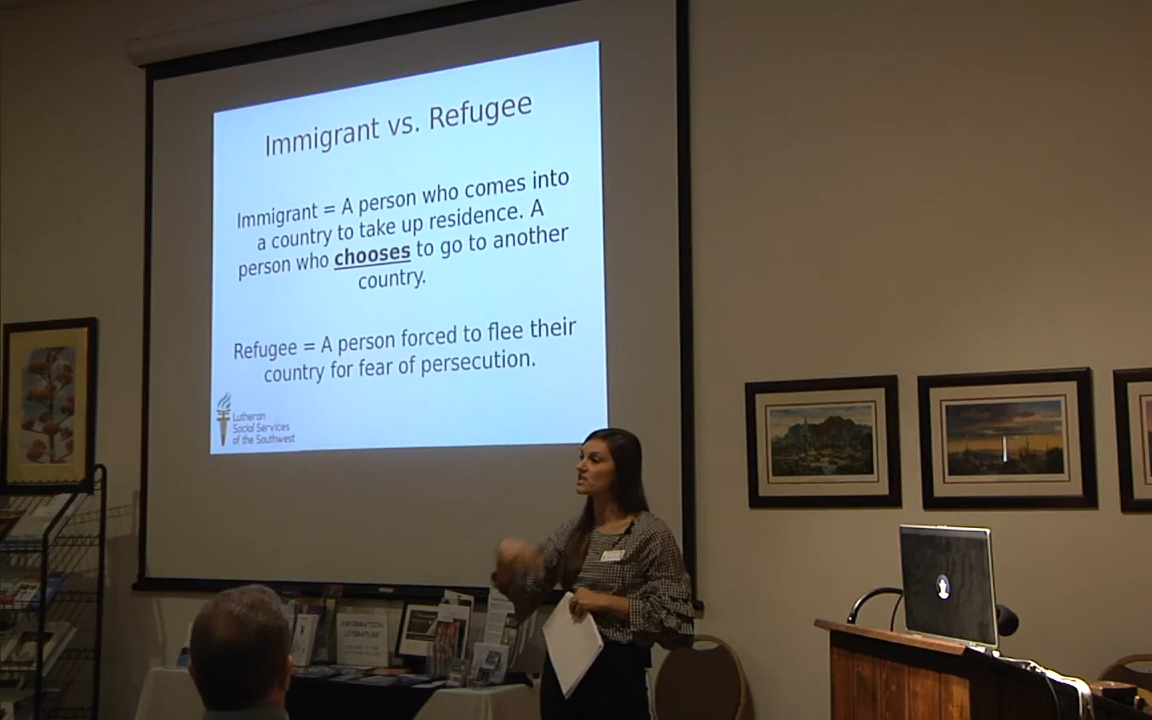 Immigrant vs. Refugee
Immigrant = A person who comes into
a country to take up residence. A
person who chooses to go to another
country.
Refugee = A person forced to flee their
country for fear of persecution.
Lutheran
Social Services
of the Southwest
INFORMATION
LITERATURE